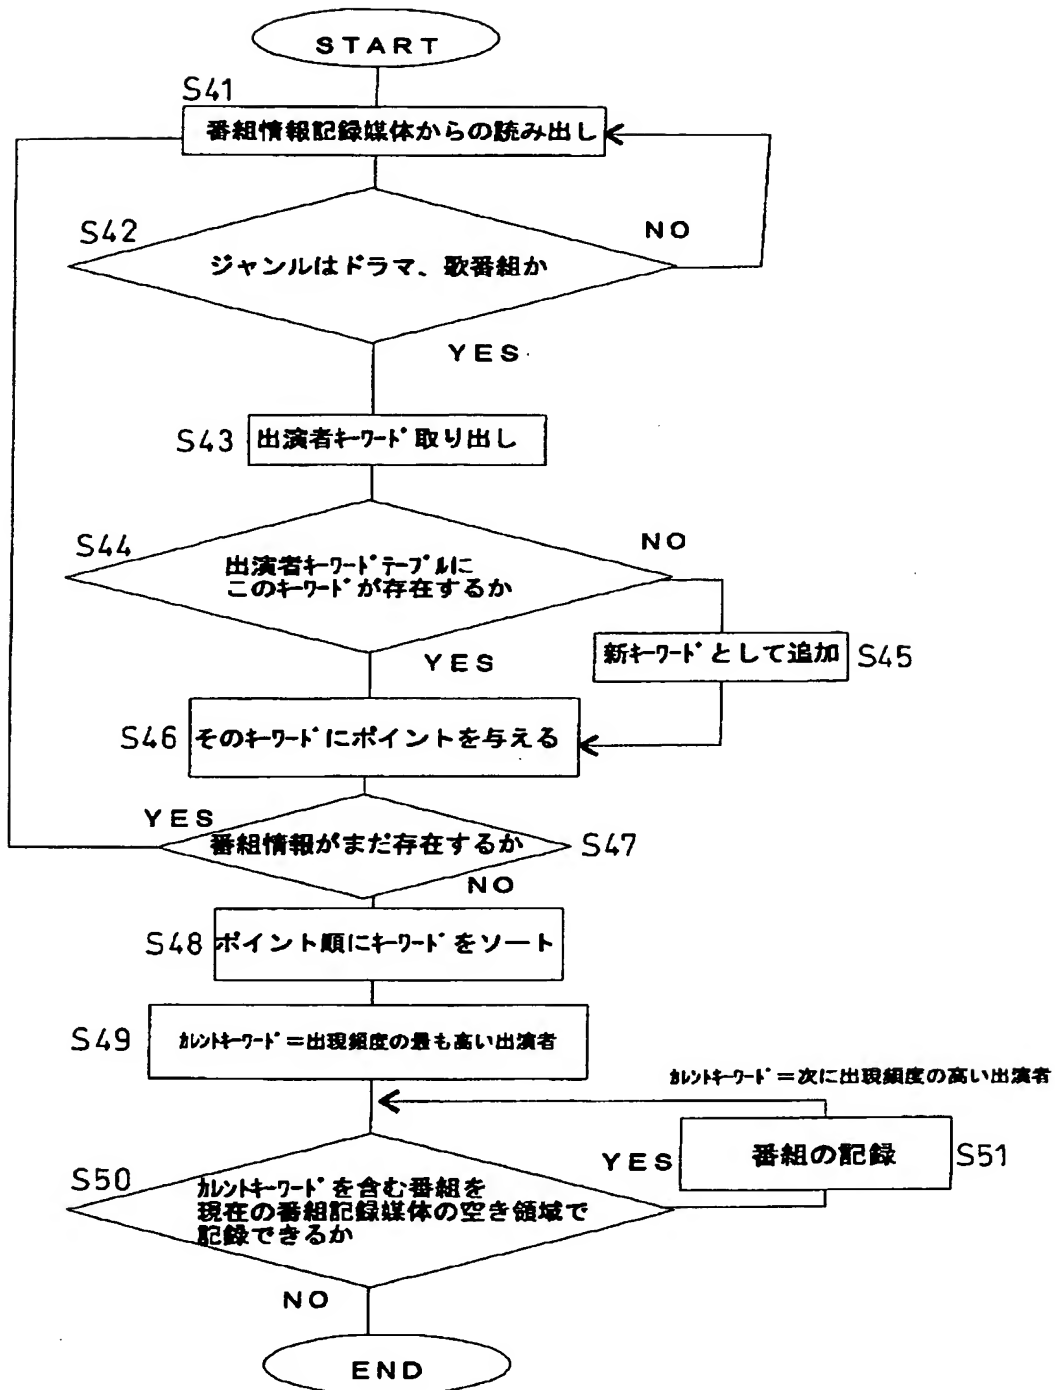 START
S41
番組情報記録媒体からの読み出し
S42
NO
ジャンルはドラマ、歌番組か
YES
S43
出演者ｷｰﾜｰﾄﾞ取り出し
S44
NO
出演者ｷｰﾜｰﾄﾞﾃｰﾌﾞﾙに
このｷｰﾜｰﾄﾞが存在するか
新ｷｰﾜｰﾄﾞとして追加
S45
YES
S46
そのｷｰﾜｰﾄﾞにポイントを与える
YES
番組情報がまだ存在するか
S47
NO
S48
ポイント順にｷｰﾜｰﾄﾞをソート
S49
ｶﾚﾝﾄｷｰﾜｰﾄﾞ＝出現頻度の最も高い出演者
ｶﾚﾝﾄｷｰﾜｰﾄﾞ＝次に出現頻度の高い出演者
番組の記録
S51
YES
S50
ｶﾚﾝﾄｷｰﾜｰﾄﾞを含む番組を
現在の番組記録媒体の空き領域で
記録できるか
NO
END